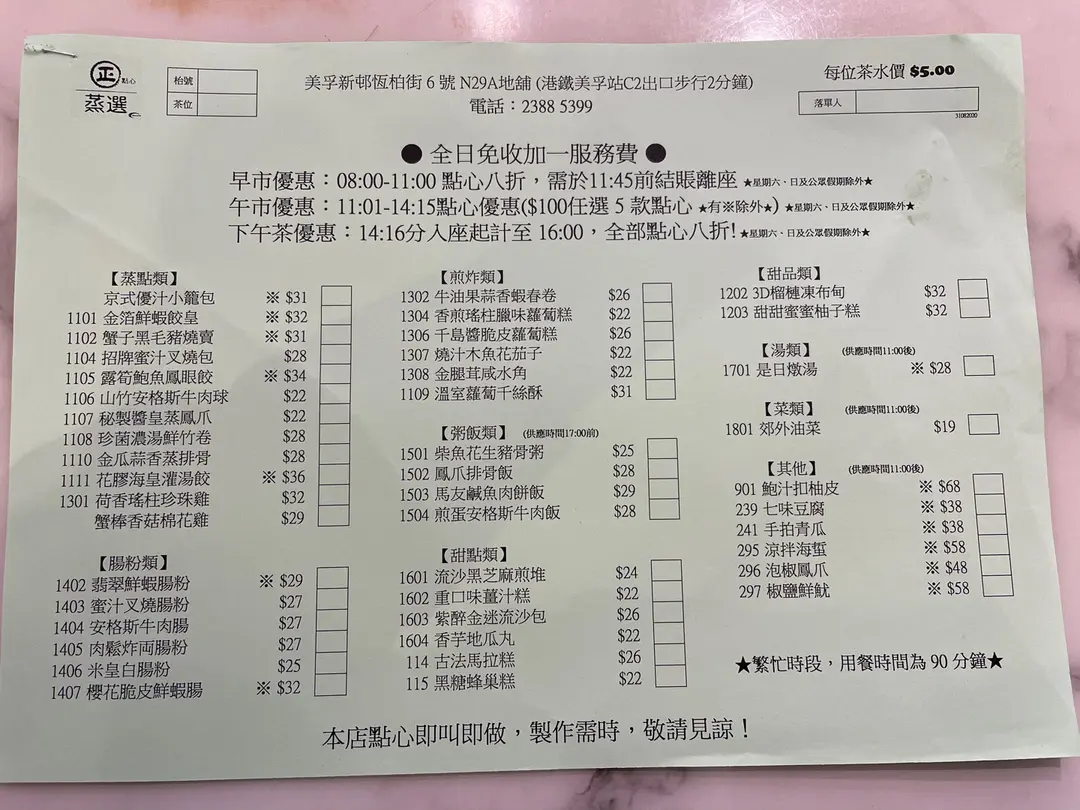 正 點心
蒸選
枱號
茶位
美孚新邨恆柏街 6 號 N29A地舖 (港鐵美孚站C2出口步行2分鐘)
電話：2388 5399
每位茶水價 $5.00
落單人
31082020
● 全日免收加一服務費 ●
早市優惠：08:00-11:00 點心八折，需於11:45前結賬離座 ★星期六、日及公眾假期除外★
午市優惠：11:01-14:15點心優惠($100任選 5 款點心 ★有※除外★) ★星期六、日及公眾假期除外★
下午茶優惠：14:16分入座起計至 16:00，全部點心八折! ★星期六、日及公眾假期除外★
【蒸點類】
京式優汁小籠包 ※ $31
1101 金箔鮮蝦餃皇 ※ $32
1102 蟹子黑毛豬燒賣 ※ $31
1104 招牌蜜汁叉燒包 $28
1105 露筍鮑魚鳳眼餃 ※ $34
1106 山竹安格斯牛肉球 $22
1107 秘製醬皇蒸鳳爪 $22
1108 珍菌濃湯鮮竹卷 $28
1110 金瓜蒜香蒸排骨 $28
1111 花膠海皇灌湯餃 ※ $36
1301 荷香瑤柱珍珠雞 $32
蟹棒香菇棉花雞 $29
【腸粉類】
1402 翡翠鮮蝦腸粉 ※ $29
1403 蜜汁叉燒腸粉 $27
1404 安格斯牛肉腸 $27
1405 肉鬆炸両腸粉 $27
1406 米皇白腸粉 $25
1407 櫻花脆皮鮮蝦腸 ※ $32
【煎炸類】
1302 牛油果蒜香蝦春卷 $26
1304 香煎瑤柱臘味蘿蔔糕 $22
1306 千島醬脆皮蘿蔔糕 $26
1307 燒汁木魚花茄子 $22
1308 金腿茸咸水角 $22
1109 溫室蘿蔔千絲酥 $31
【粥飯類】 (供應時間17:00前)
1501 柴魚花生豬骨粥 $25
1502 鳳爪排骨飯 $28
1503 馬友鹹魚肉餅飯 $29
1504 煎蛋安格斯牛肉飯 $28
【甜點類】
1601 流沙黑芝麻煎堆 $24
1602 重口味薑汁糕 $22
1603 紫醉金迷流沙包 $26
1604 香芋地瓜丸 $22
114 古法馬拉糕 $26
115 黑糖蜂巢糕 $22
【甜品類】
1202 3D榴槤凍布甸 $32
1203 甜甜蜜蜜柚子糕 $32
【湯類】 (供應時間11:00後)
1701 是日燉湯 ※ $28
【菜類】 (供應時間11:00後)
1801 郊外油菜 $19
【其他】 (供應時間11:00後)
901 鮑汁扣柚皮 ※ $68
239 七味豆腐 ※ $38
241 手拍青瓜 ※ $38
295 涼拌海蜇 ※ $58
296 泡椒鳳爪 ※ $48
297 椒鹽鮮魷 ※ $58
★繁忙時段，用餐時間為 90 分鐘★
本店點心即叫即做，製作需時，敬請見諒！